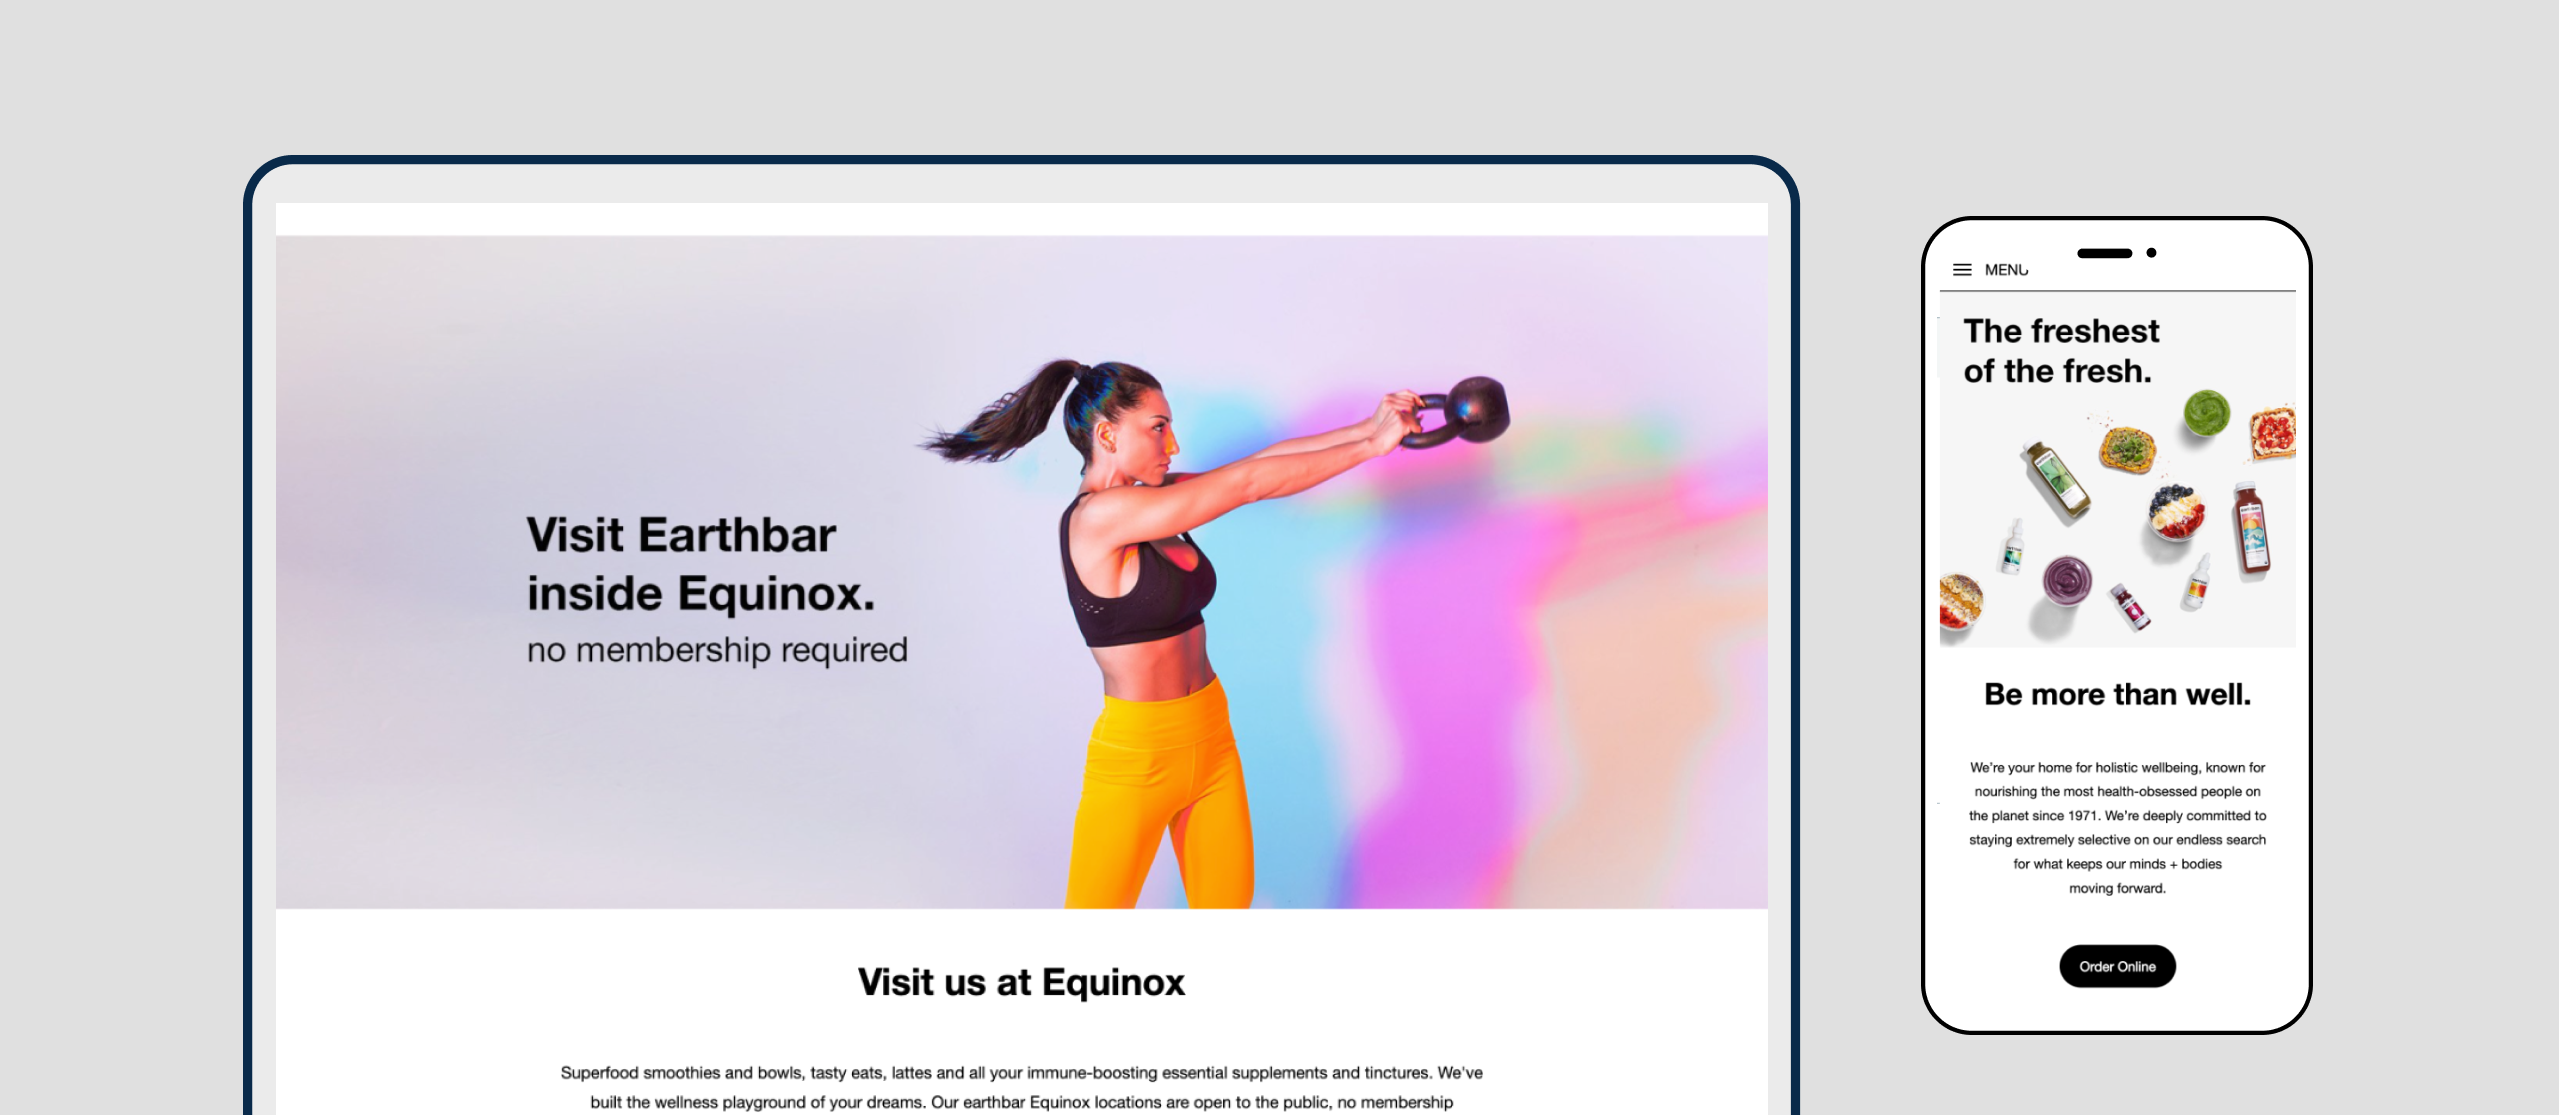 Visit Earthbar
inside Equinox.
no membership required
Visit us at Equinox
Superfood smoothies and bowls, tasty eats, lattes and all your immune-boosting essential supplements and tinctures. We've
built the wellness playground of your dreams. Our earthbar Equinox locations are open to the public, no membership
MENU
The freshest
of the fresh.
Be more than well.
We're your home for holistic wellbeing, known for
nourishing the most health-obsessed people on
the planet since 1971. We're deeply committed to
staying extremely selective on our endless search
for what keeps our minds + bodies
moving forward.
Order Online